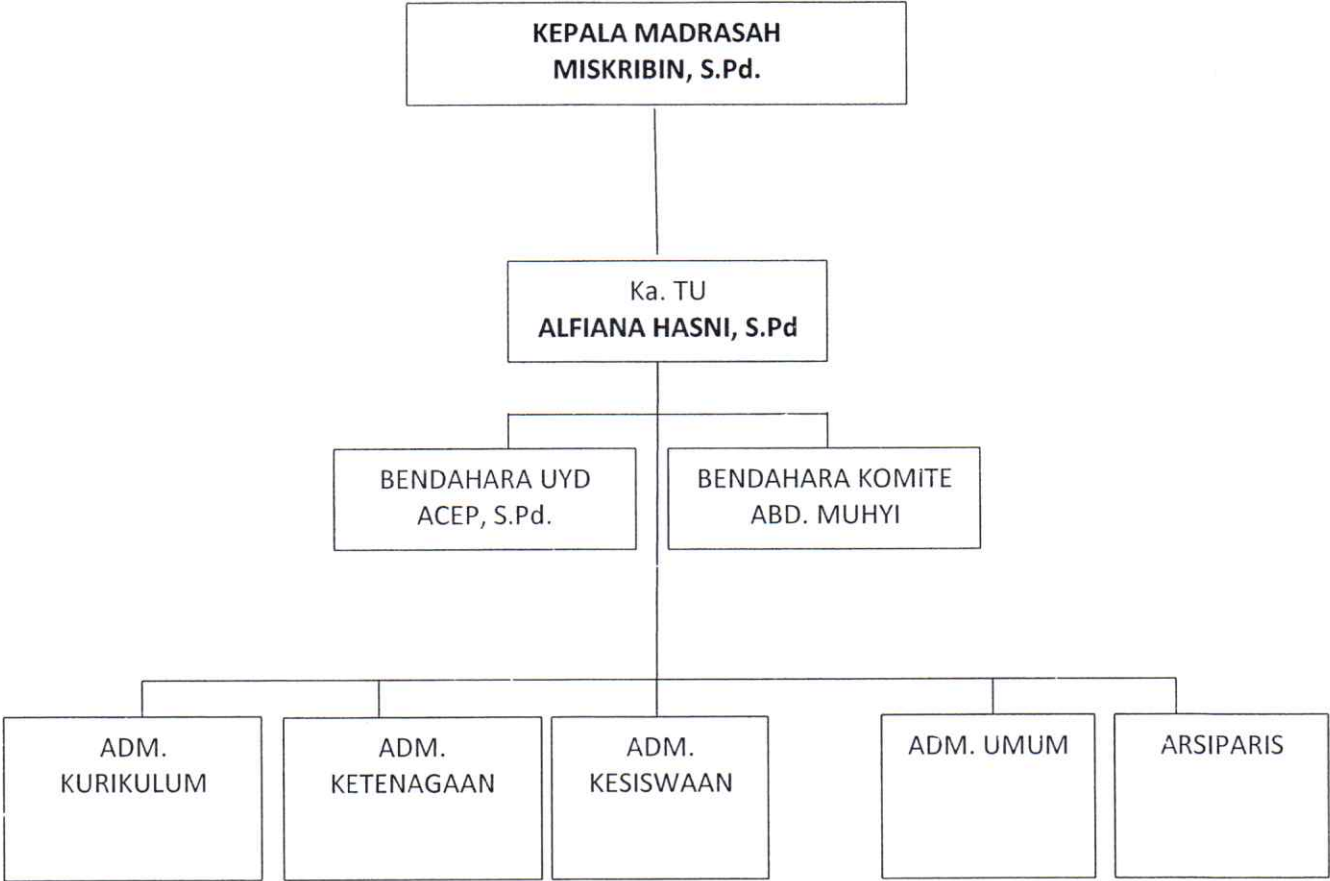 KEPALA MADRASAH
MISKRIBIN, S.Pd.
Ka. TU
ALFIANA HASNI, S.Pd
BENDAHARA UYD
ACEP, S.Pd.
BENDAHARA KOMITE
ABD. MUHYI
ADM.
KURIKULUM
ADM.
KETENAGAAN
ADM.
KESISWAAN
ADM. UMUM
ARSIPARIS